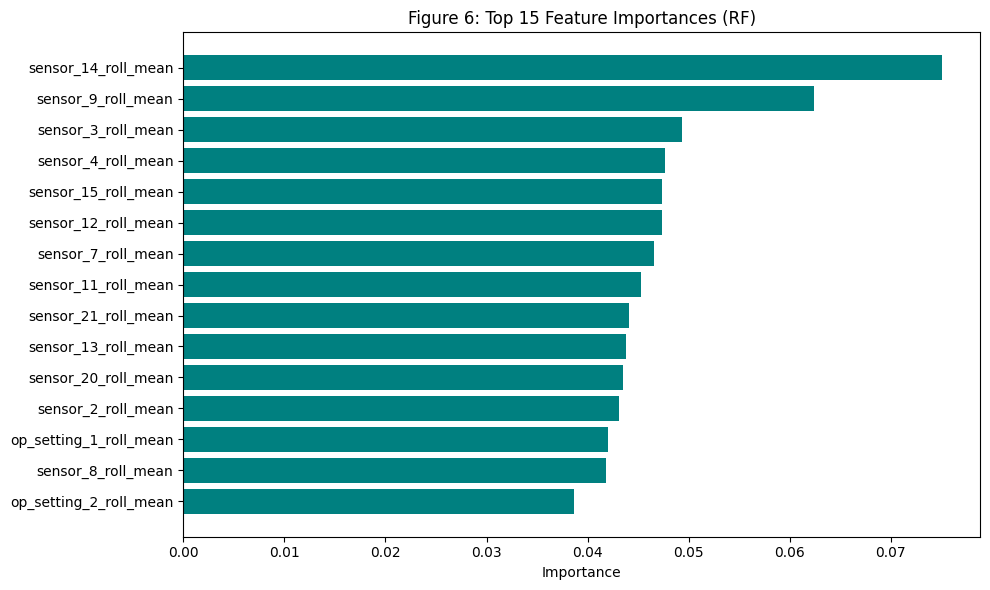 Figure 6: Top 15 Feature Importances (RF)
sensor_14_roll_mean
sensor_9_roll_mean
sensor_3_roll_mean
sensor_4_roll_mean
sensor_15_roll_mean
sensor_12_roll_mean
sensor_7_roll_mean
sensor_11_roll_mean
sensor_21_roll_mean
sensor_13_roll_mean
sensor_20_roll_mean
sensor_2_roll_mean
op_setting_1_roll_mean
sensor_8_roll_mean
op_setting_2_roll_mean
0.00 0.01 0.02 0.03 0.04 0.05 0.06 0.07
Importance